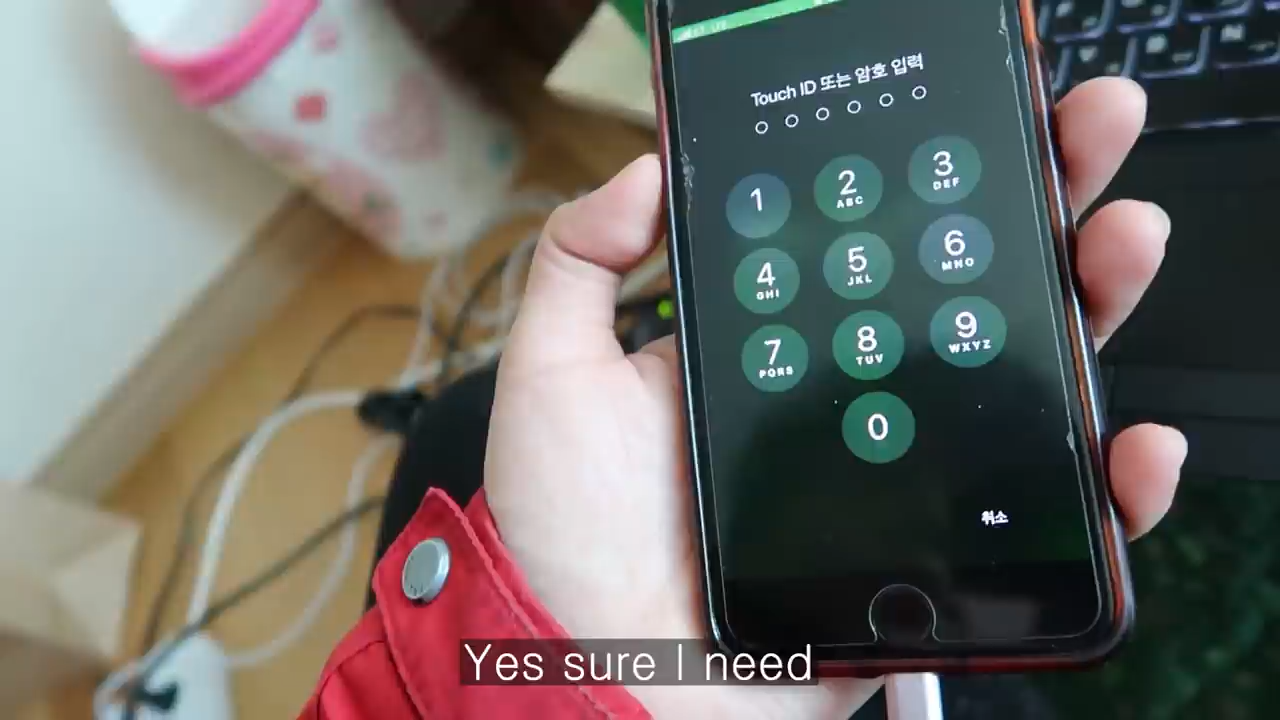 Touch ID 또는 암호 입력
1
2
ABC
3
DEF
4
GHI
5
JKL
6
MNO
7
PQRS
8
TUV
9
WXYZ
0
취소
Yes sure I need